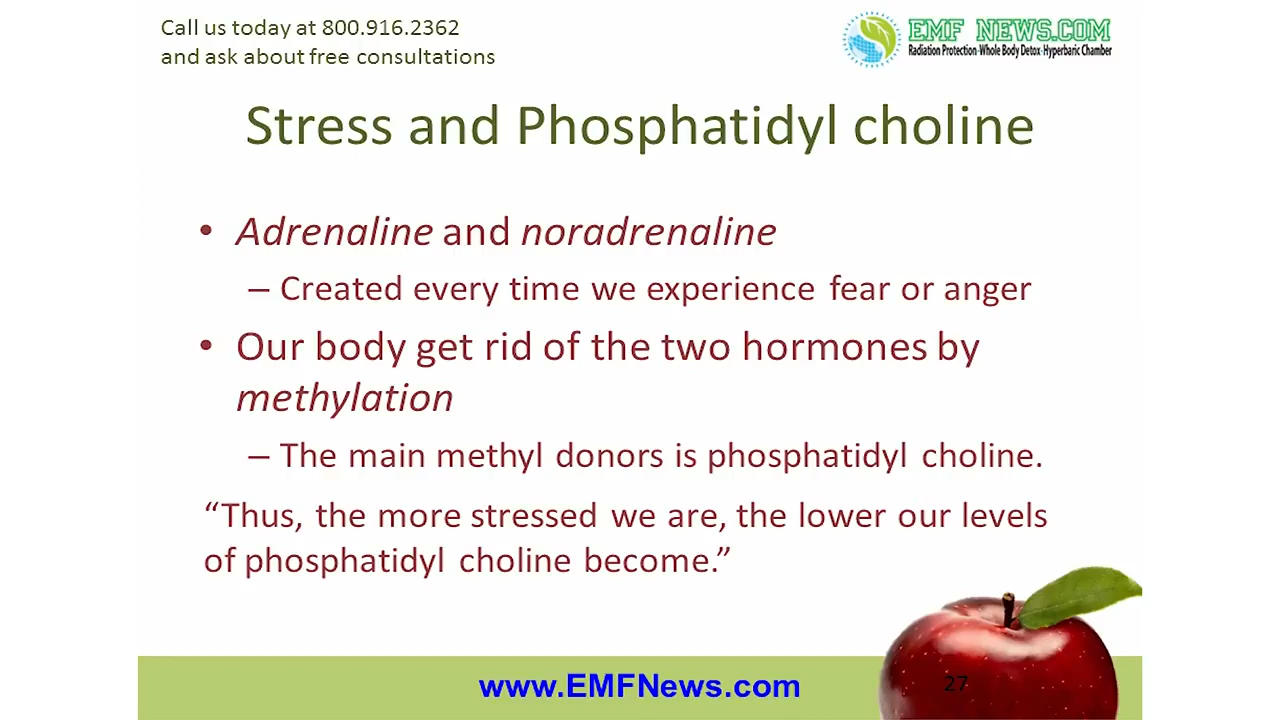 Call us today at 800.916.2362
and ask about free consultations
EMF NEWS.COM
Radiation Protection-Whole Body Detox-Hyperbaric Chamber
Stress and Phosphatidyl choline
• Adrenaline and noradrenaline
– Created every time we experience fear or anger
• Our body get rid of the two hormones by
methylation
– The main methyl donors is phosphatidyl choline.
“Thus, the more stressed we are, the lower our levels
of phosphatidyl choline become.”
www.EMFNews.com
27